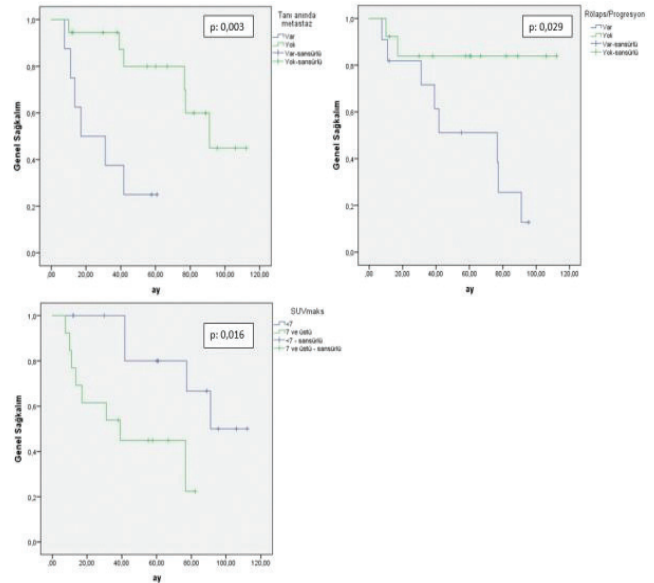 Tanı anında
metastaz
Var
Yok
Var-sansürlü
Yok-sansürlü
p: 0,003
Genel Sağkalım
1,0
0,8
0,6
0,4
0,2
0,0
,00 20,00 40,00 60,00 80,00 100,00 120,00
ay
Rölaps/Progresyon
Var
Yok
Var-sansürlü
Yok-sansürlü
p: 0,029
Genel Sağkalım
1,0
0,8
0,6
0,4
0,2
0,0
,00 20,00 40,00 60,00 80,00 100,00 120,00
ay
SUVmaks
<7
7 ve üstü
<7 - sansürlü
7 ve üstü - sansürlü
p: 0,016
Genel Sağkalım
1,0
0,8
0,6
0,4
0,2
0,0
,00 20,00 40,00 60,00 80,00 100,00 120,00
ay